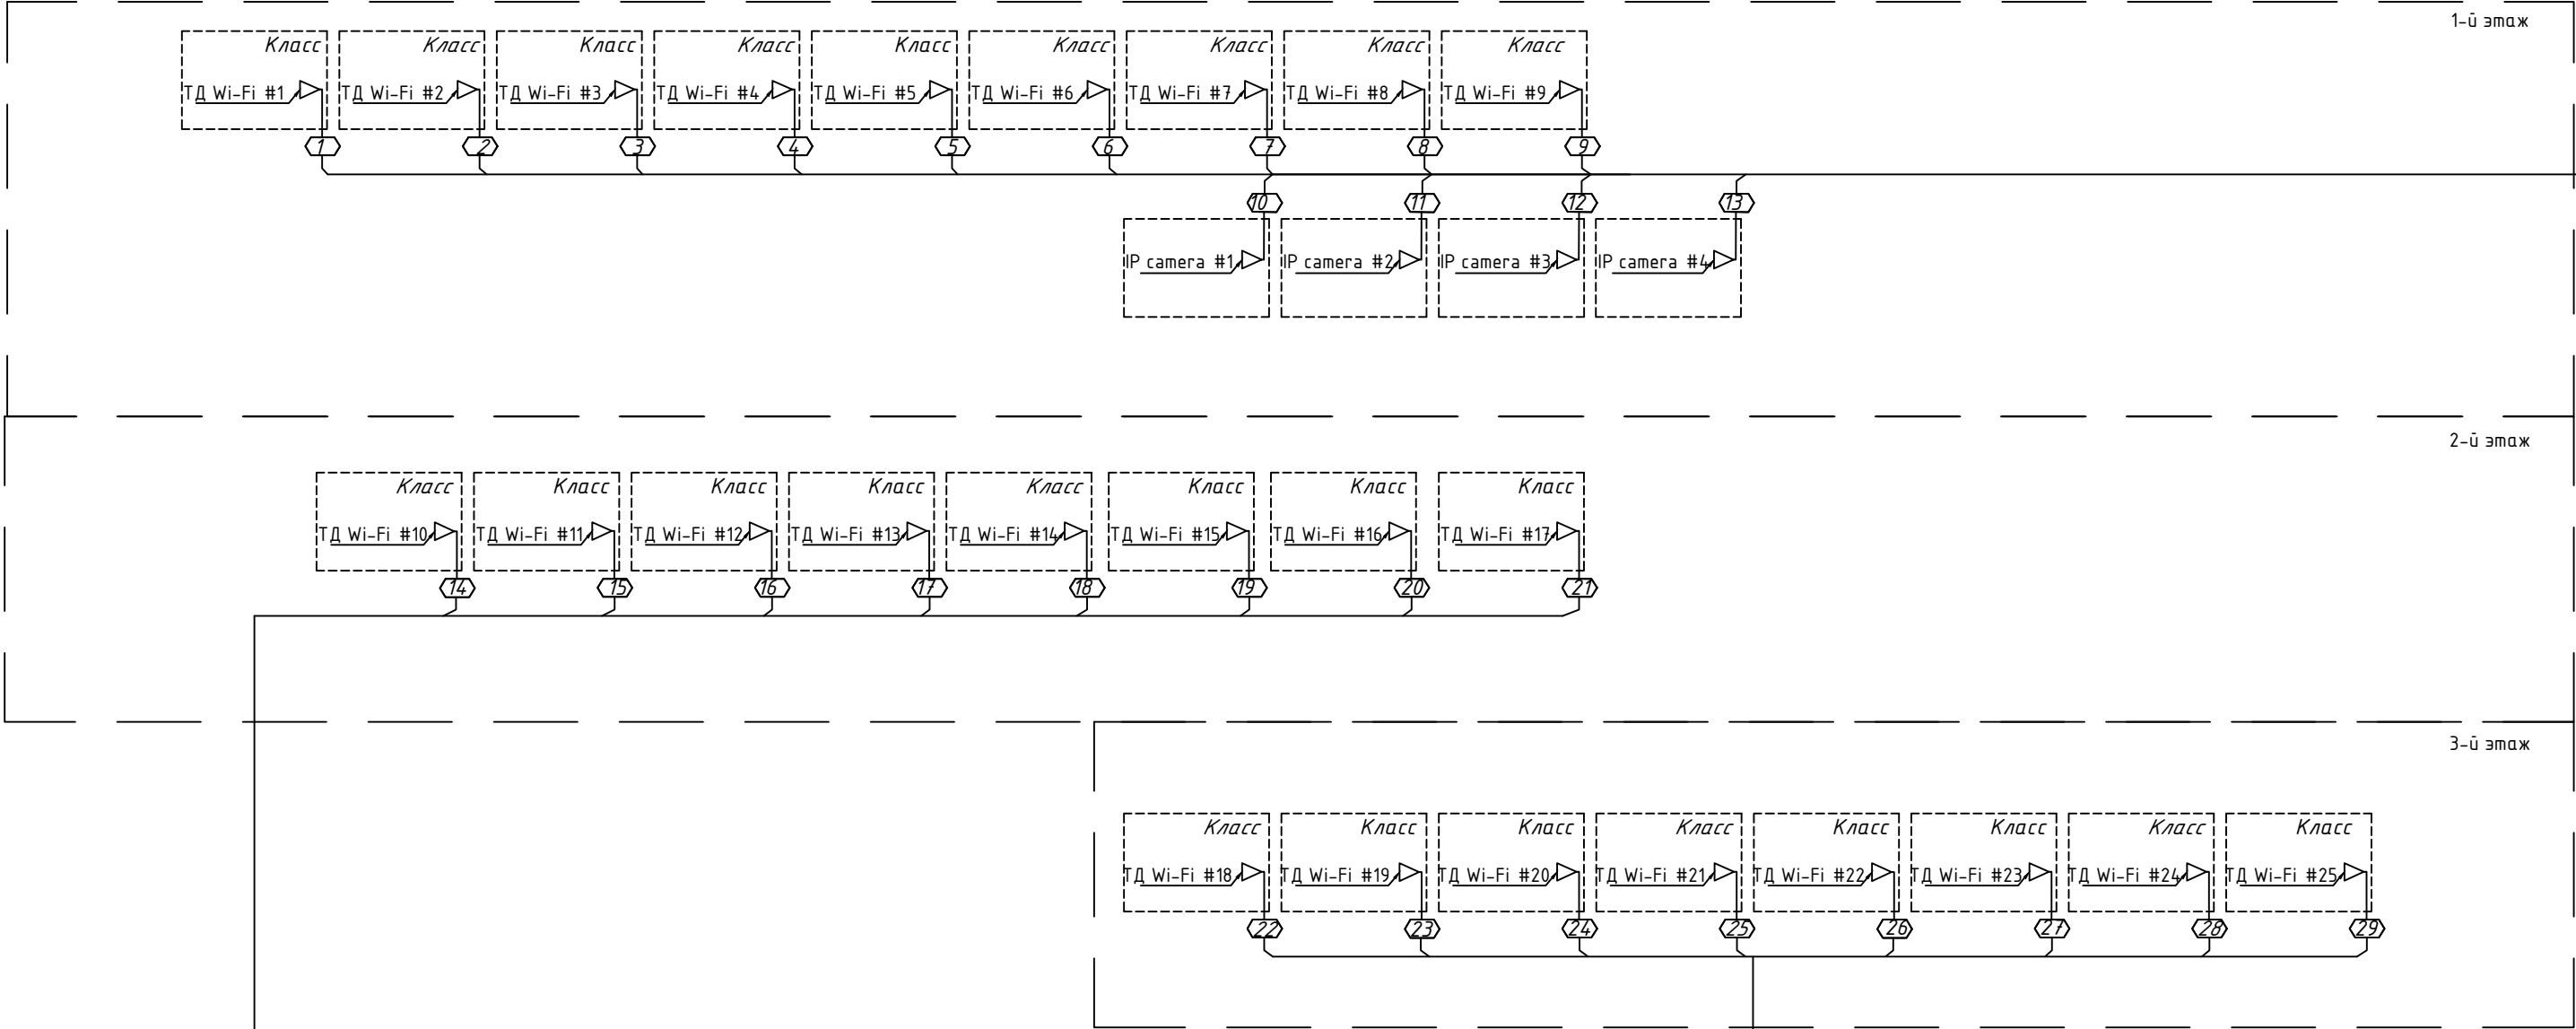 1-й этаж
Класс Класс Класс Класс Класс Класс Класс Класс Класс
ТД Wi-Fi #1 ТД Wi-Fi #2 ТД Wi-Fi #3 ТД Wi-Fi #4 ТД Wi-Fi #5 ТД Wi-Fi #6 ТД Wi-Fi #7 ТД Wi-Fi #8 ТД Wi-Fi #9
1 2 3 4 5 6 7 8 9
10 11 12 13
IP camera #1 IP camera #2 IP camera #3 IP camera #4
2-й этаж
Класс Класс Класс Класс Класс Класс Класс Класс
ТД Wi-Fi #10 ТД Wi-Fi #11 ТД Wi-Fi #12 ТД Wi-Fi #13 ТД Wi-Fi #14 ТД Wi-Fi #15 ТД Wi-Fi #16 ТД Wi-Fi #17
14 15 16 17 18 19 20 21
3-й этаж
Класс Класс Класс Класс Класс Класс Класс Класс
ТД Wi-Fi #18 ТД Wi-Fi #19 ТД Wi-Fi #20 ТД Wi-Fi #21 ТД Wi-Fi #22 ТД Wi-Fi #23 ТД Wi-Fi #24 ТД Wi-Fi #25
22 23 24 25 26 27 28 29